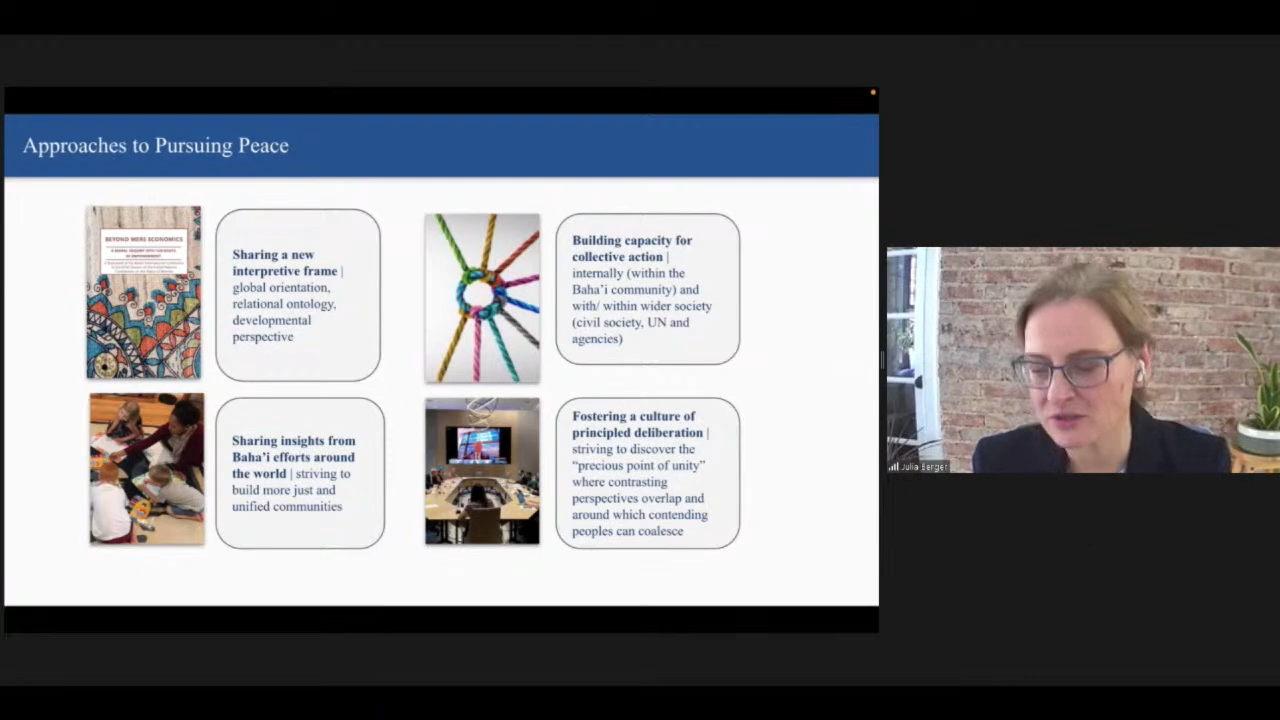 Approaches to Pursuing Peace
BEYOND MERE ECONOMICS
Sharing a new
interpretive frame |
global orientation,
relational ontology,
developmental
perspective
Building capacity for
collective action |
internally (within the
Baha’i community) and
with/ within wider society
(civil society, UN and
agencies)
Sharing insights from
Baha’i efforts around
the world | striving to
build more just and
unified communities
Fostering a culture of
principled deliberation |
striving to discover the
“precious point of unity”
where contrasting
perspectives overlap and
around which contending
peoples can coalesce
Julia Berger